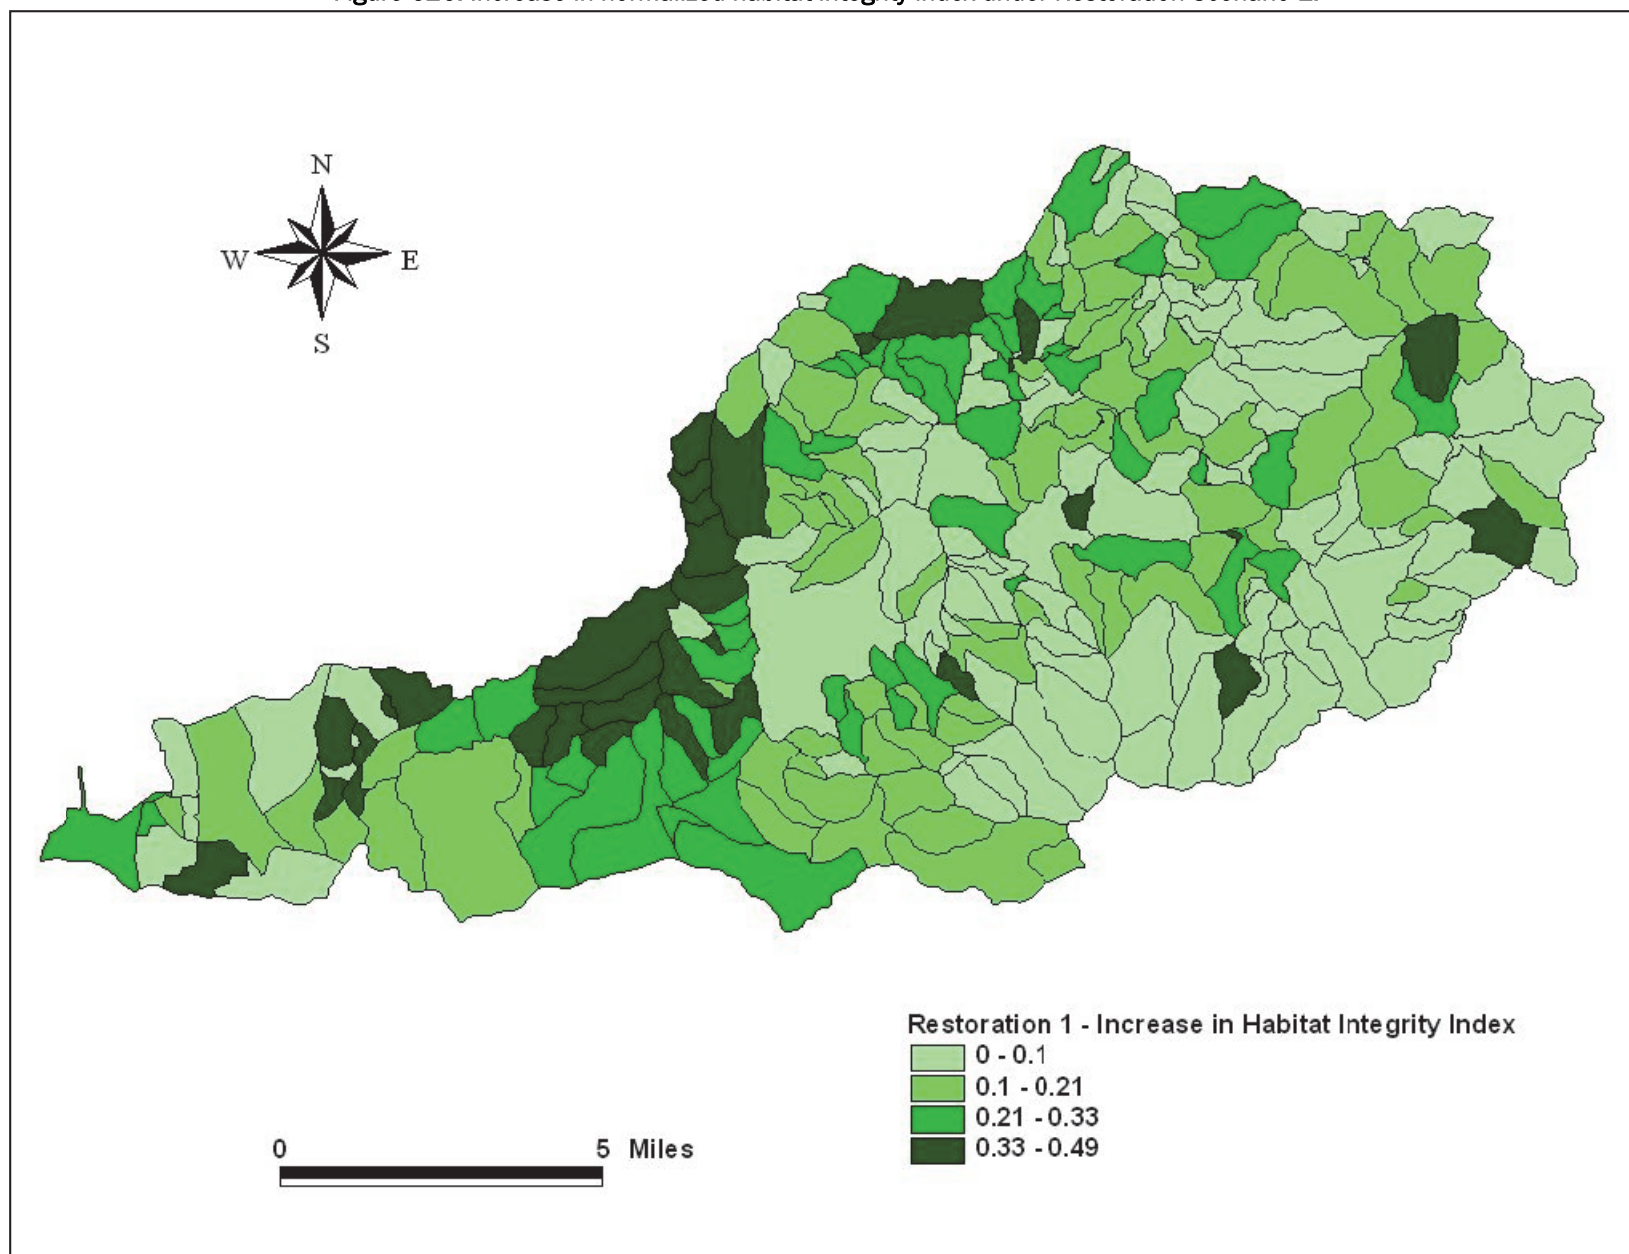 N
W E
S
Restoration 1 - Increase in Habitat Integrity Index
0 - 0.1
0.1 - 0.21
0.21 - 0.33
0.33 - 0.49
0 5 Miles